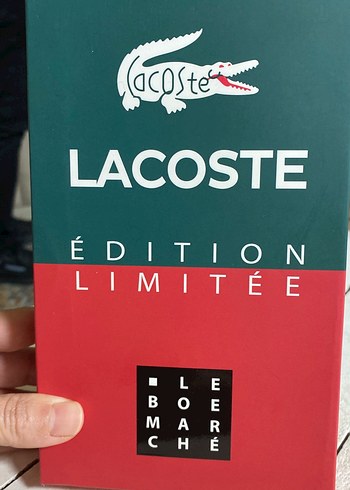 Lacoste
LACOSTE
ÉDITION
LIMITÉE
■ L E
B O E
M A R
C H É